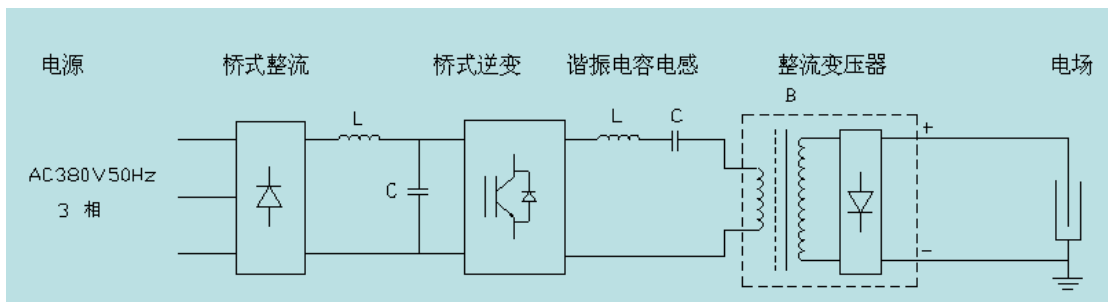 电源
桥式整流
桥式逆变
谐振电容电感
整流变压器
电场
B
L
L
C
+
AC380V50Hz
C
3 相
-